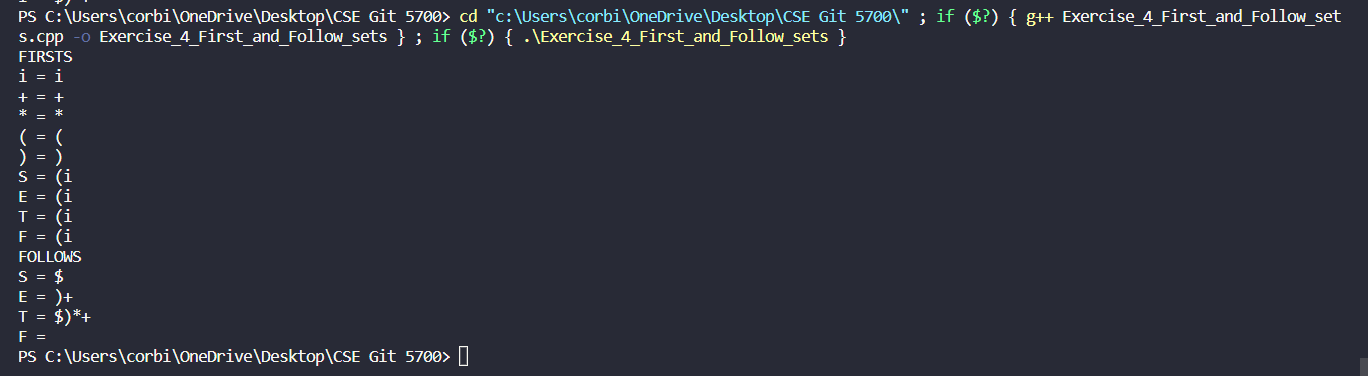 PS C:\Users\corbi\OneDrive\Desktop\CSE Git 5700> cd "c:\Users\corbi\OneDrive\Desktop\CSE Git 5700\" ; if ($?) { g++ Exercise_4_First_and_Follow_set
s.cpp -o Exercise_4_First_and_Follow_sets } ; if ($?) { .\Exercise_4_First_and_Follow_sets }
FIRSTS
i = i
+ = +
* = *
( = (
) = )
S = (i
E = (i
T = (i
F = (i
FOLLOWS
S = $
E = )+
T = $)*+
F =
PS C:\Users\corbi\OneDrive\Desktop\CSE Git 5700>